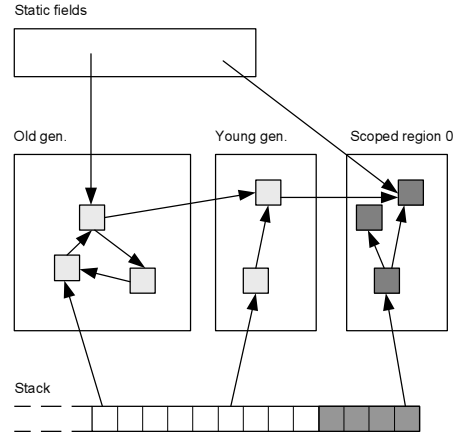 Static fields
Old gen.
Young gen.
Scoped region 0
Stack